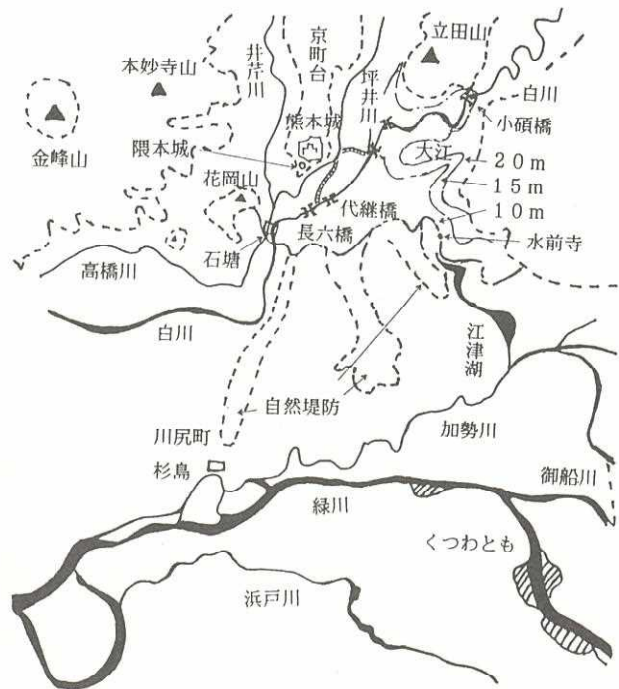 立田山
京町台
井芹川
坪井川
本妙寺山
白川
熊本城
小磧橋
隈本城
大江
金峰山
20m
花岡山
15m
代継橋
10m
長六橋
水前寺
石塘
高橋川
白川
江津湖
自然堤防
川尻町
加勢川
杉島
御船川
緑川
くつわとも
浜戸川